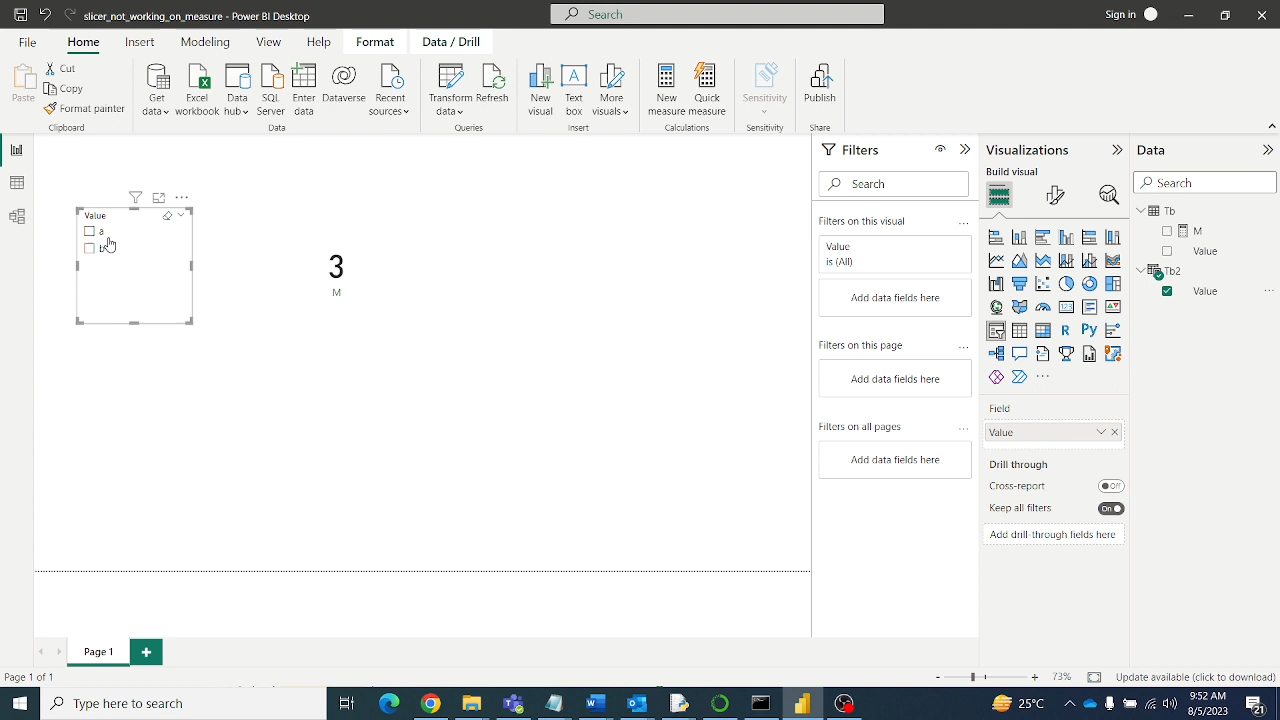 slicer_not_working_on_measure - Power BI Desktop
Search
Sign in
File
Home
Insert
Modeling
View
Help
Format
Data / Drill
Paste
Cut
Copy
Format painter
Clipboard
Get data
Excel workbook
Data hub
SQL Server
Enter data
Dataverse
Recent sources
Data
Transform data
Refresh
Queries
New visual
Text box
More visuals
Insert
New measure
Quick measure
Calculations
Sensitivity
Sensitivity
Publish
Share
Value
a
3
M
Filters
Search
Filters on this visual
Value
is (All)
Add data fields here
Filters on this page
Add data fields here
Filters on all pages
Add data fields here
Visualizations
Build visual
R
Py
123
Field
Value
Drill through
Cross-report
Off
Keep all filters
On
Add drill-through fields here
Data
Search
Tb
M
Value
Tb2
Value
Page 1
Page 1 of 1
73%
Update available (click to download)
Type here to search
25°C
9:52 AM
8/5/2023
1